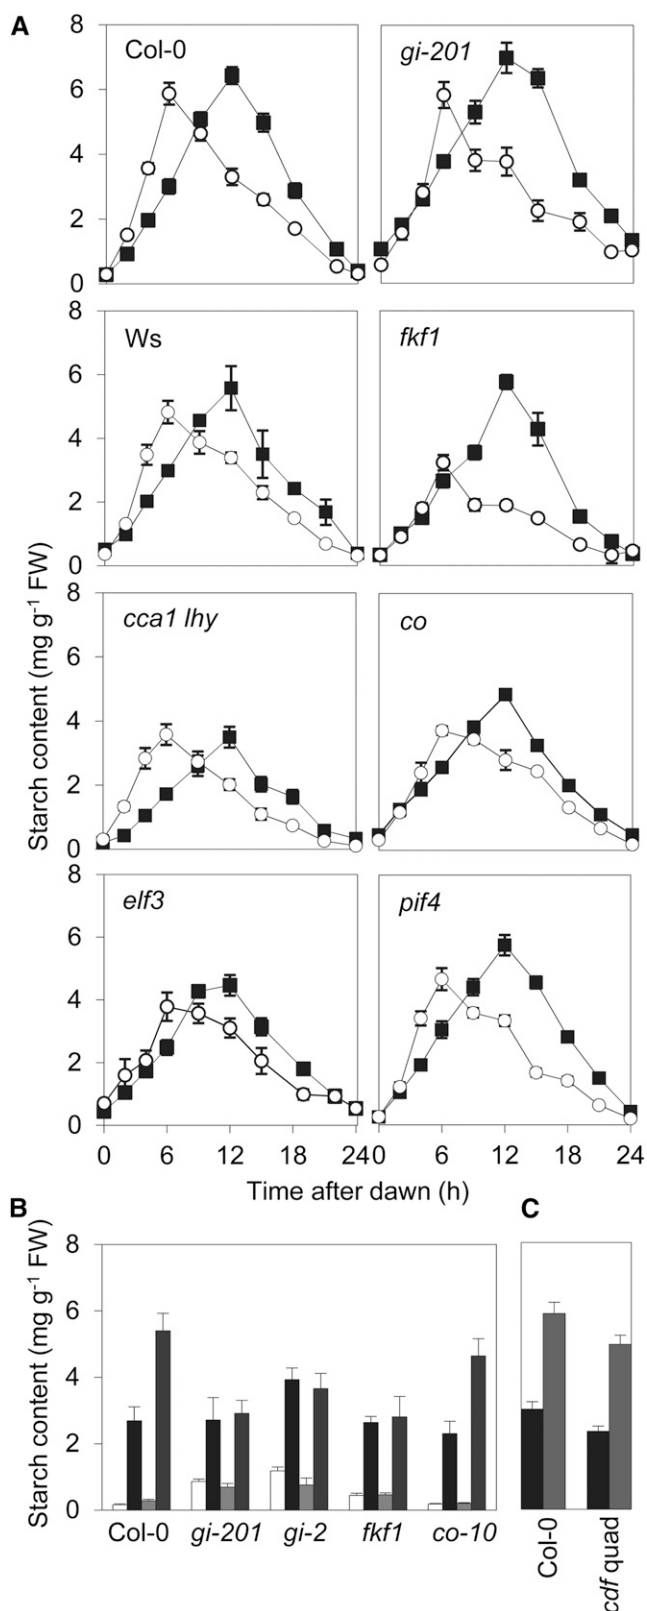 A
Col-0
gi-201
8
6
4
2
0
Ws
fkf1
8
6
4
2
0
cca1 lhy
co
8
6
4
2
0
elf3
pif4
8
6
4
2
0
Starch content (mg g⁻¹ FW)
0 6 12 18 24 6 12 18 24
Time after dawn (h)
B
C
Starch content (mg g⁻¹ FW)
8
6
4
2
0
Col-0 gi-201 gi-2 fkf1 co-10
Col-0
cdf quad